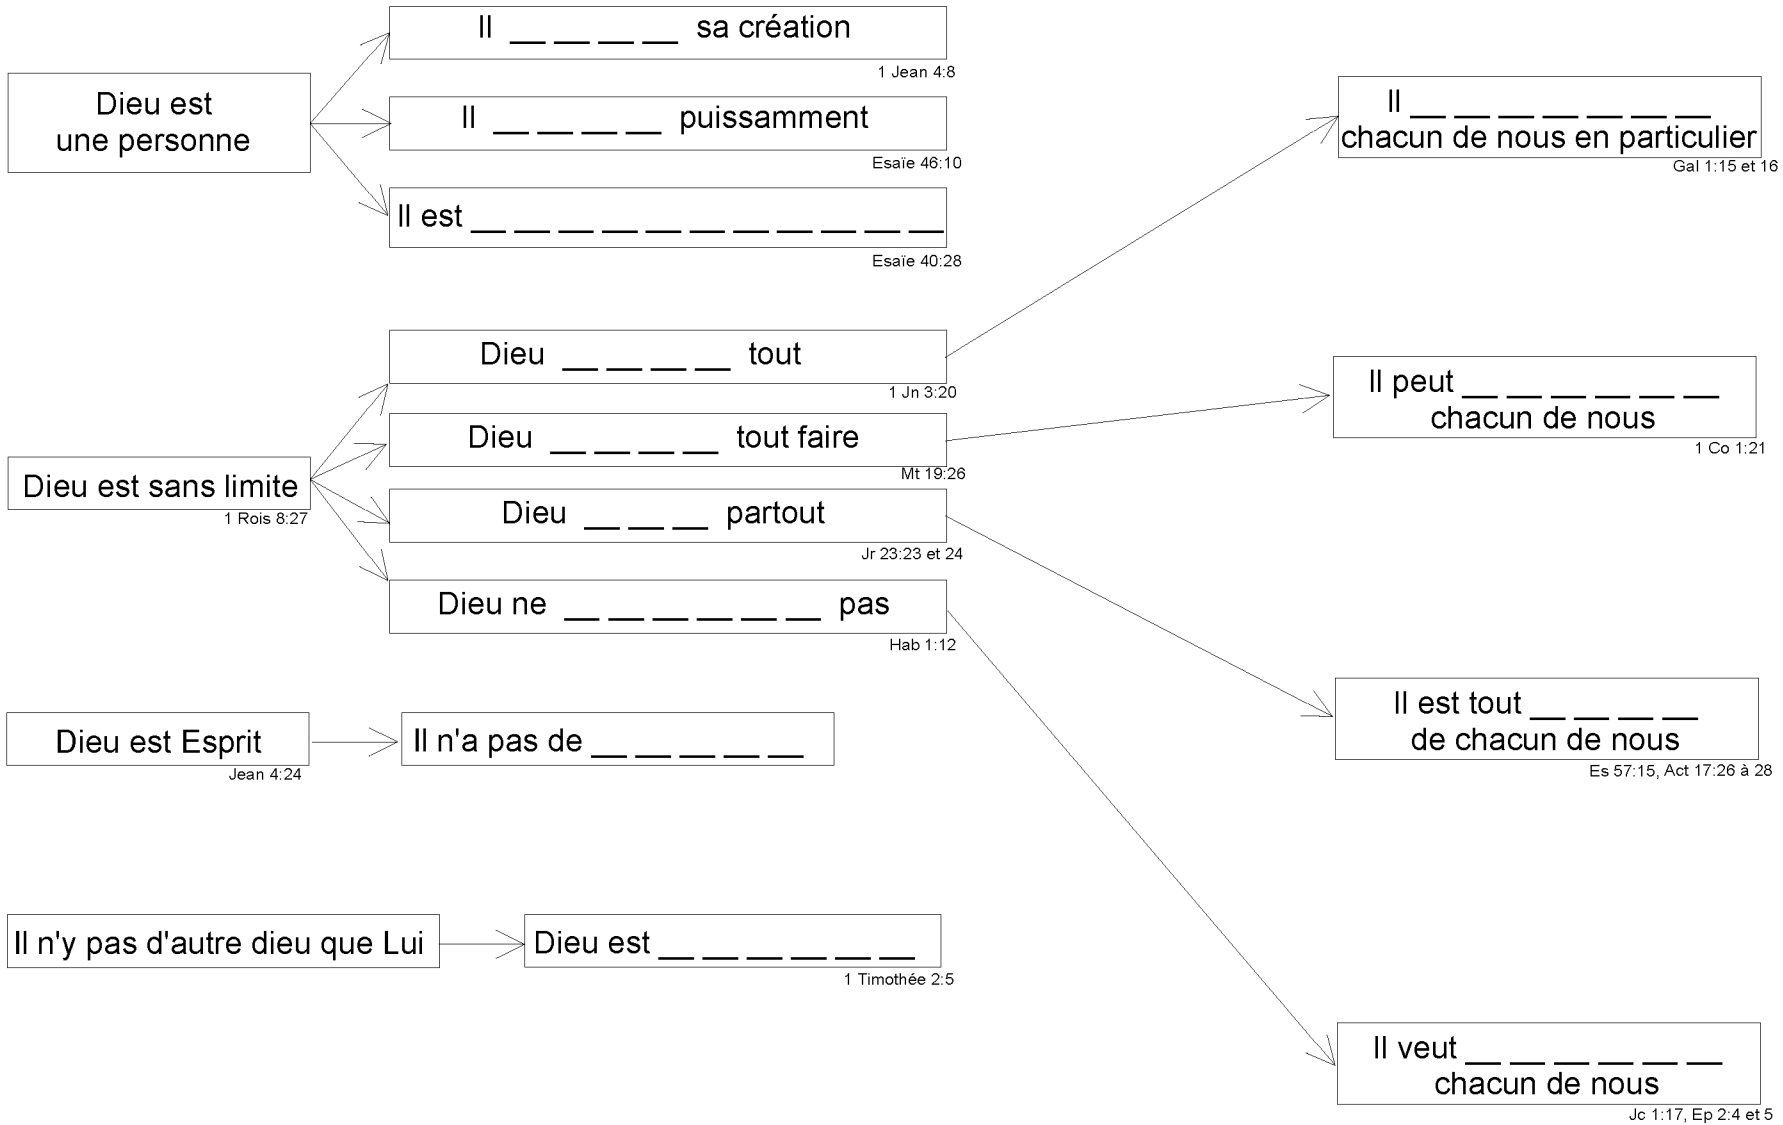 Dieu est
une personne
Il __ __ __ __ sa création
1 Jean 4:8
Il __ __ __ __ puissamment
Esaïe 46:10
Il est __ __ __ __ __ __ __ __ __ __ __
Esaïe 40:28
Dieu est sans limite
1 Rois 8:27
Dieu __ __ __ __ tout
1 Jn 3:20
Dieu __ __ __ __ tout faire
Mt 19:26
Dieu __ __ __ partout
Jr 23:23 et 24
Dieu ne __ __ __ __ __ __ pas
Hab 1:12
Il __ __ __ __ __ __ __
chacun de nous en particulier
Gal 1:15 et 16
Il peut __ __ __ __ __ __
chacun de nous
1 Co 1:21
Il est tout __ __ __ __
de chacun de nous
Es 57:15, Act 17:26 à 28
Il veut __ __ __ __ __ __
chacun de nous
Jc 1:17, Ep 2:4 et 5
Dieu est Esprit
Jean 4:24
Il n'a pas de __ __ __ __ __
Il n'y pas d'autre dieu que Lui
Dieu est __ __ __ __ __ __
1 Timothée 2:5